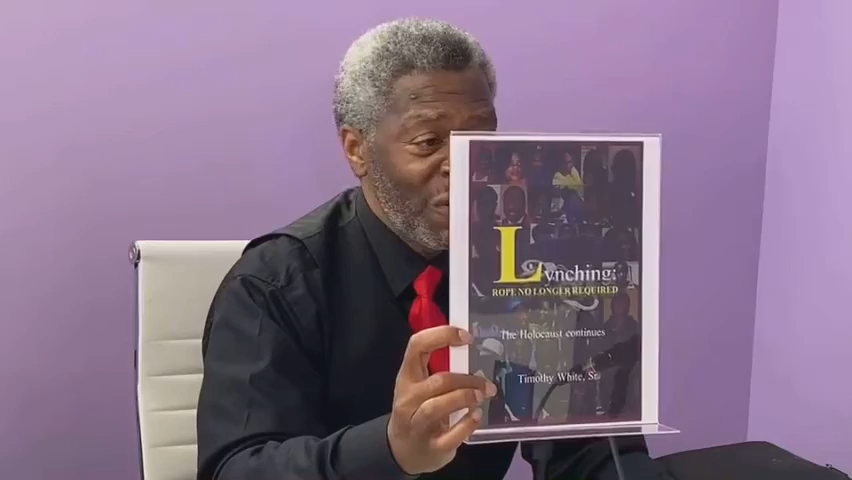 Lynching:
ROPE NO LONGER REQUIRED
The Holocaust continues
Timothy White, Sr.